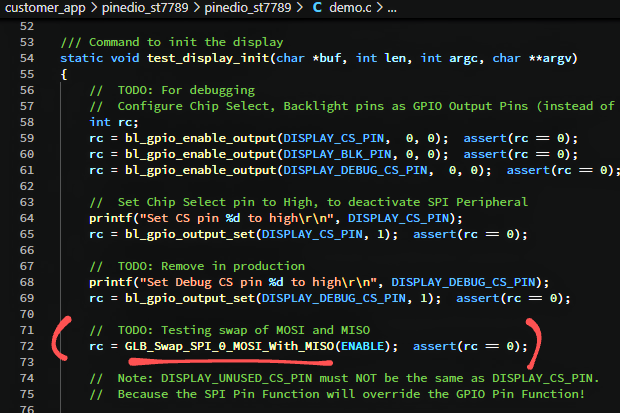 customer_app > pinedio_st7789 > pinedio_st7789 > C demo.c > ...
52
53 /// Command to init the display
54 static void test_display_init(char *buf, int len, int argc, char **argv)
55 {
56 // TODO: For debugging
57 // Configure Chip Select, Backlight pins as GPIO Output Pins (instead of
58 int rc;
59 rc = bl_gpio_enable_output(DISPLAY_CS_PIN, 0, 0); assert(rc == 0);
60 rc = bl_gpio_enable_output(DISPLAY_BLK_PIN, 0, 0); assert(rc == 0);
61 rc = bl_gpio_enable_output(DISPLAY_DEBUG_CS_PIN, 0, 0); assert(rc == 0);
62
63 // Set Chip Select pin to High, to deactivate SPI Peripheral
64 printf("Set CS pin %d to high\r\n", DISPLAY_CS_PIN);
65 rc = bl_gpio_output_set(DISPLAY_CS_PIN, 1); assert(rc == 0);
66
67 // TODO: Remove in production
68 printf("Set Debug CS pin %d to high\r\n", DISPLAY_DEBUG_CS_PIN);
69 rc = bl_gpio_output_set(DISPLAY_DEBUG_CS_PIN, 1); assert(rc == 0);
70
71 // TODO: Testing swap of MOSI and MISO
72 rc = GLB_Swap_SPI_0_MOSI_With_MISO(ENABLE); assert(rc == 0);
73
74 // Note: DISPLAY_UNUSED_CS_PIN must NOT be the same as DISPLAY_CS_PIN.
75 // Because the SPI Pin Function will override the GPIO Pin Function!
76